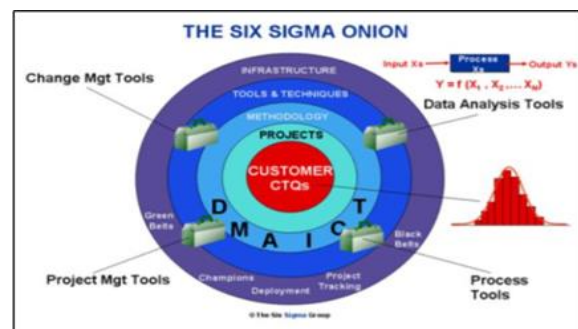 THE SIX SIGMA ONION
INFRASTRUCTURE
TOOLS & TECHNIQUES
METHODOLOGY
PROJECTS
CUSTOMER
CTQs
Change Mgt Tools
Input Xs
Process
Xs
Output Ys
Y = f (X1 , X2 ,... XN)
Data Analysis Tools
D M A I C T
Green
Belts
Black
Belts
Project Mgt Tools
Champions
Deployment
Project
Tracking
Process
Tools
© The Six Sigma Group